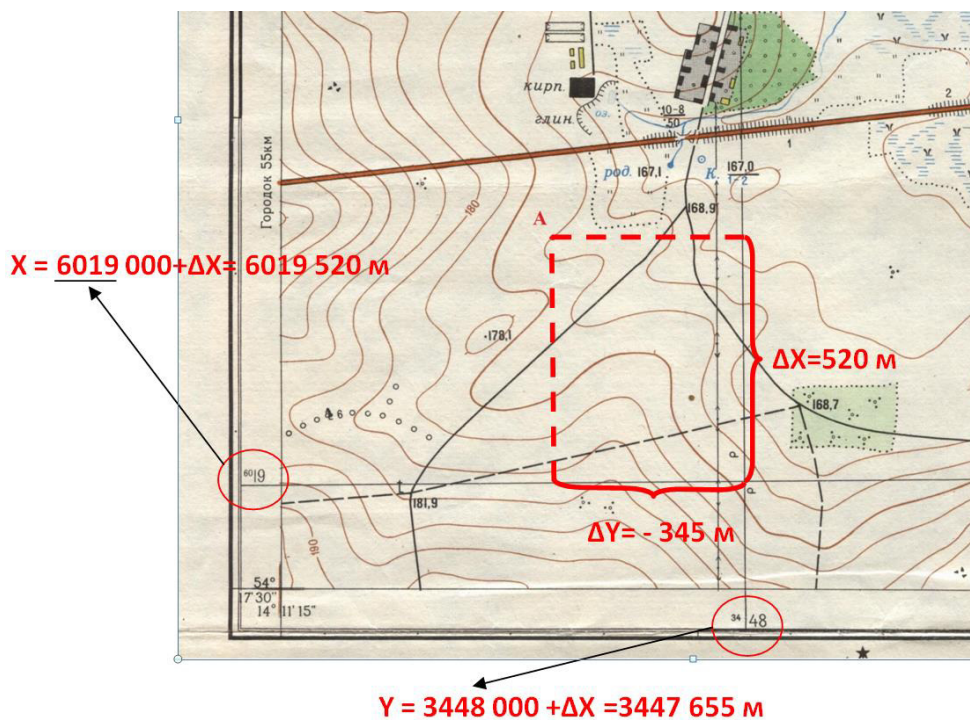 кирп.
глин
оз.
10-8
50
2
1
Городок 55км
род.
167,1
К.
167,0
1-2
180
А
168,9
X = 6019 000+ΔX= 6019 520 м
178,1
ΔX=520 м
168,7
6019
181,9
ΔY= - 345 м
190
54°
17'30"
14° 11'15"
3448
Y = 3448 000 +ΔX =3447 655 м